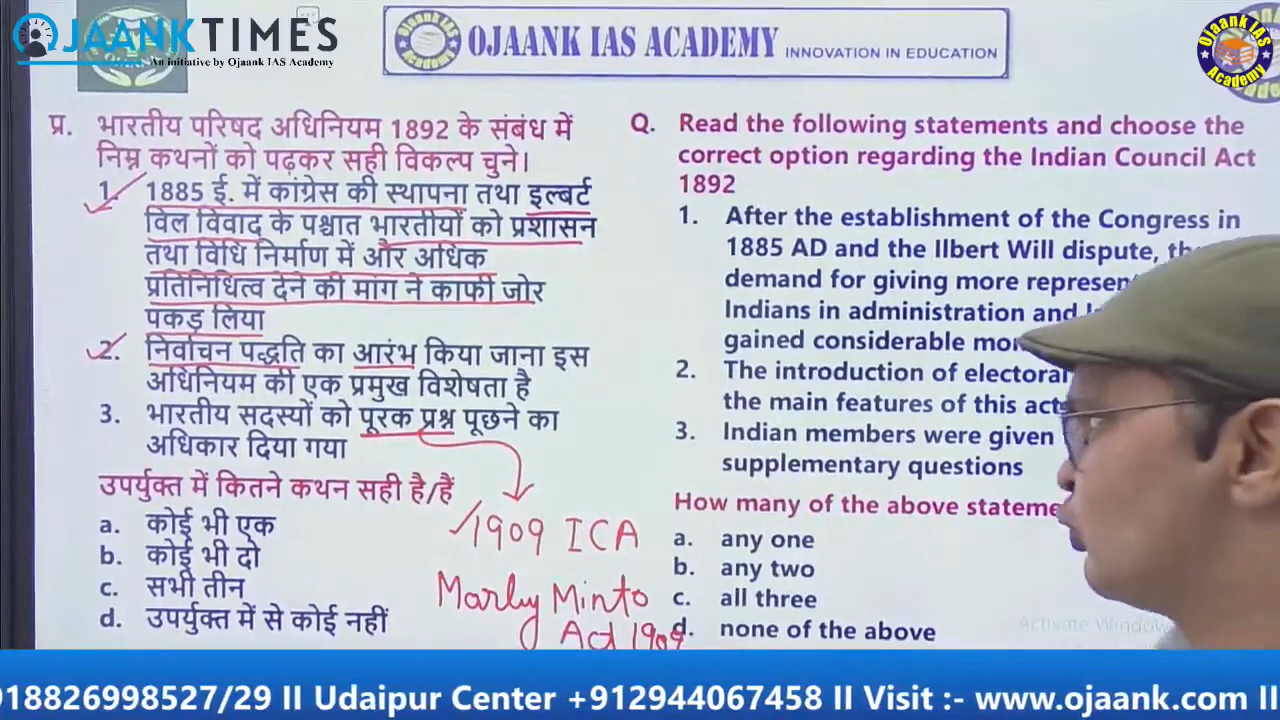 OJAANKTIMES
An initiative by Ojaank IAS Academy
OJAANK IAS ACADEMY INNOVATION IN EDUCATION
Ojaank IAS
Academy
प्र. भारतीय परिषद अधिनियम 1892 के संबंध में
निम्न कथनों को पढ़कर सही विकल्प चुने।
1. 1885 ई. में कांग्रेस की स्थापना तथा इल्बर्ट
विल विवाद के पश्चात भारतीयों को प्रशासन
तथा विधि निर्माण में और अधिक
प्रतिनिधित्व देने की मांग ने काफी जोर
पकड़ लिया
2. निर्वाचन पद्धति का आरंभ किया जाना इस
अधिनियम की एक प्रमुख विशेषता है
3. भारतीय सदस्यों को पूरक प्रश्न पूछने का
अधिकार दिया गया
उपर्युक्त में कितने कथन सही है/हैं
a. कोई भी एक
b. कोई भी दो
c. सभी तीन
d. उपर्युक्त में से कोई नहीं
1909 ICA
Marly Minto
Act 1909
Q. Read the following statements and choose the
correct option regarding the Indian Council Act
1892
1. After the establishment of the Congress in
1885 AD and the Ilbert Will dispute,
demand for giving more
Indians in administration and
gained considerable
2. The introduction of
the main features of this
3. Indian members were given
supplementary questions
How many of the above
a. any one
b. any two
c. all three
d. none of the above
Activate
918826998527/29 II Udaipur Center +912944067458 II Visit :- www.ojaank.com II